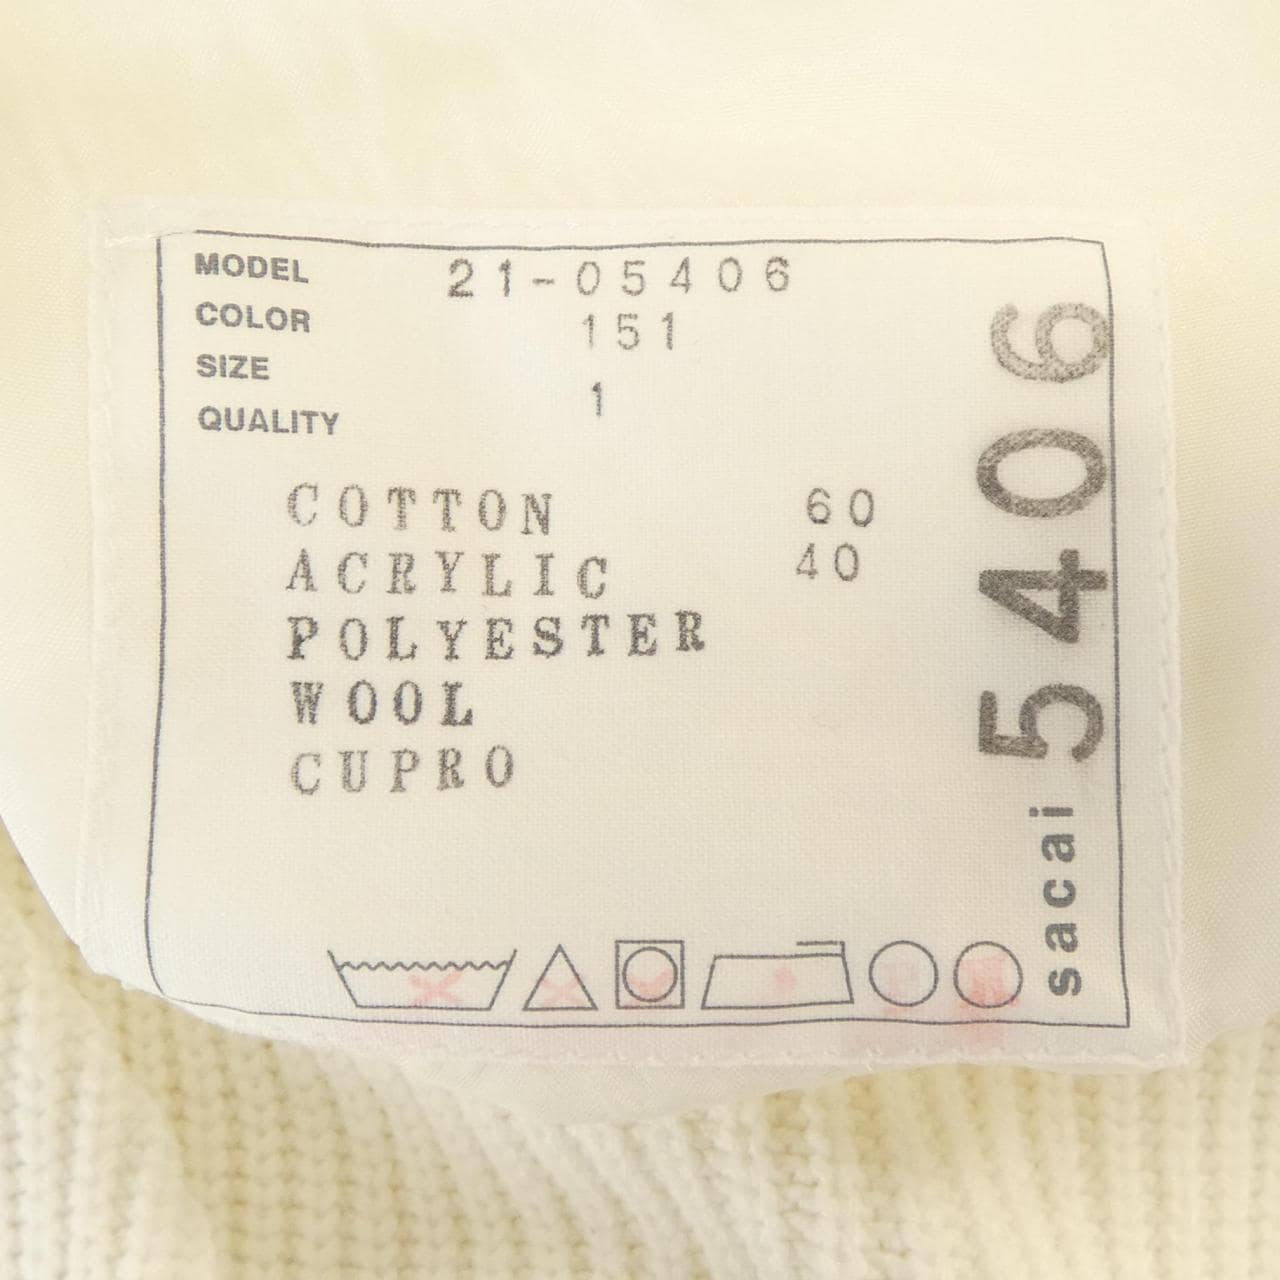 MODEL 21-05406
COLOR 151
SIZE 1
QUALITY
COTTON 60
ACRYLIC 40
POLYESTER
WOOL
CUPRO
sacai 5406